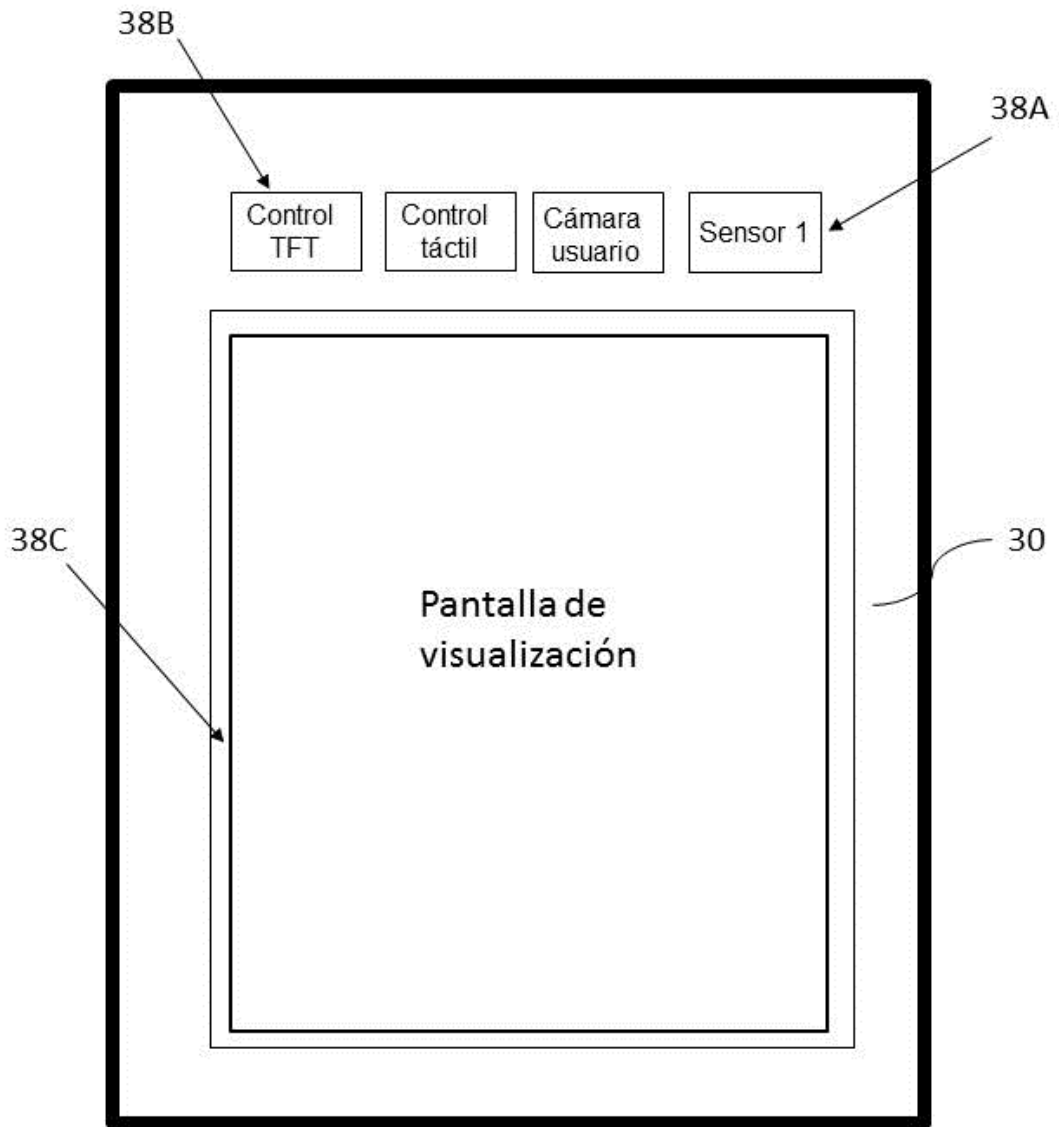 38B
38A
Control
TFT
Control
táctil
Cámara
usuario
Sensor 1
38C
30
Pantalla de
visualización